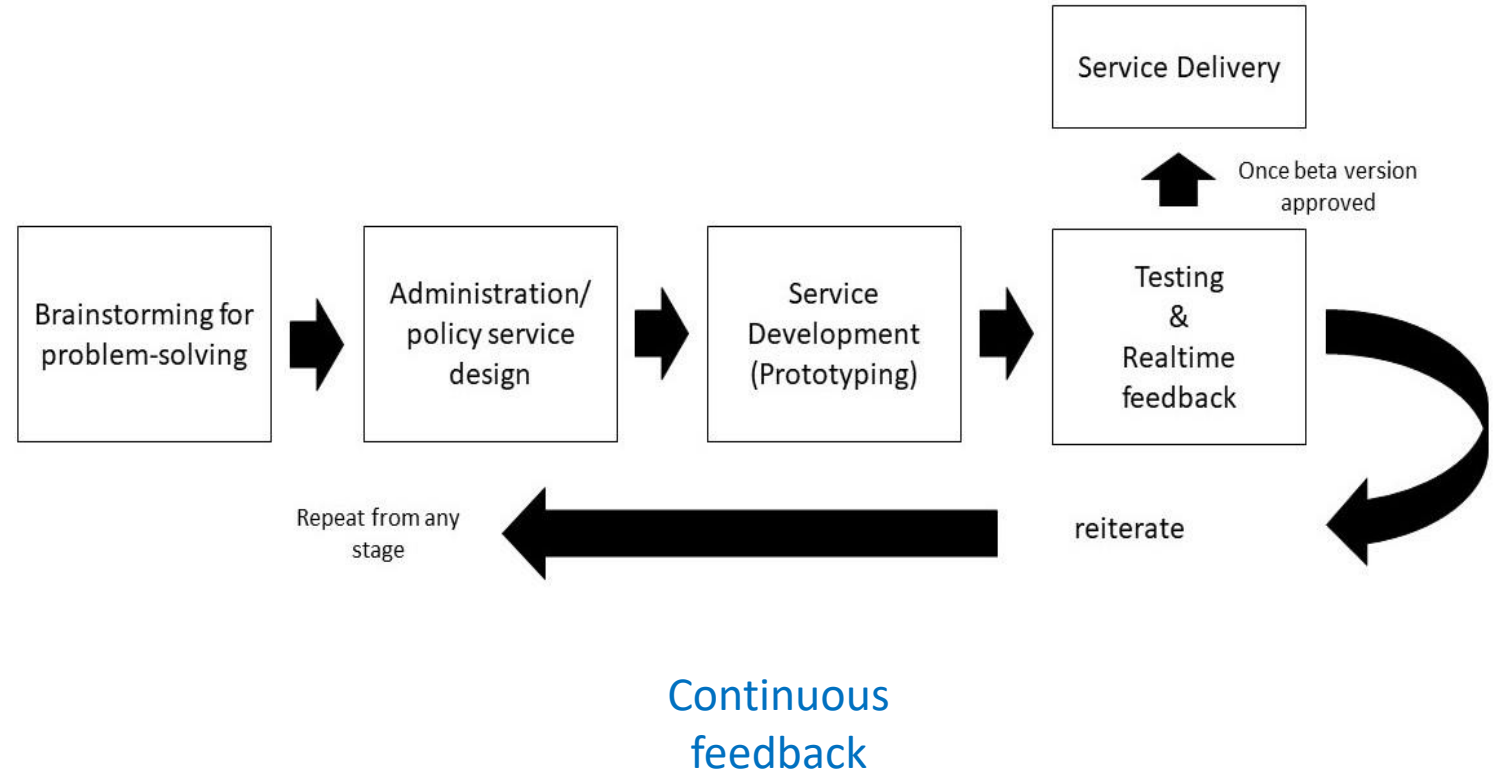 Service Delivery
Once beta version
approved
Brainstorming for
problem-solving
Administration/
policy service
design
Service
Development
(Prototyping)
Testing
&
Realtime
feedback
Repeat from any
stage
reiterate
Continuous
feedback